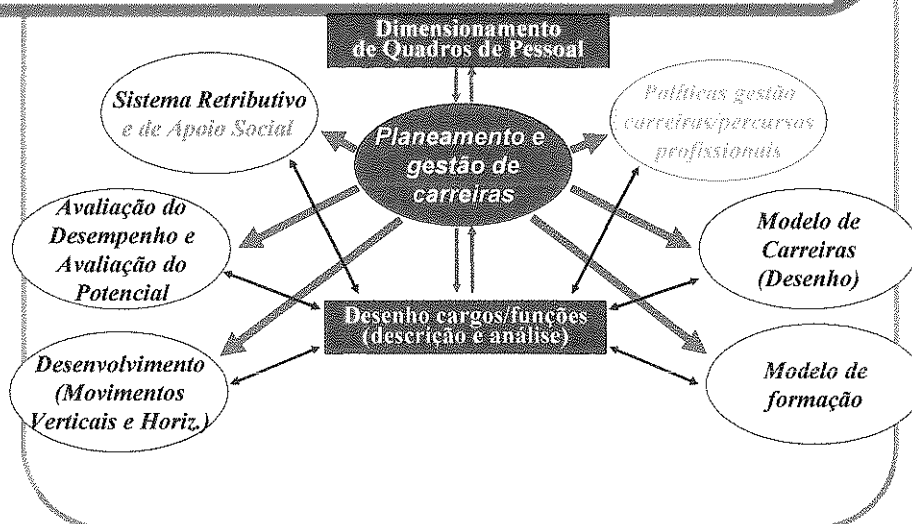 Dimensionamento
de Quadros de Pessoal
Sistema Retributivo
e de Apoio Social
Planeamento e
gestão de
carreiras
Políticas gestão
carreiras/percursos
profissionais
Avaliação do
Desempenho e
Avaliação do
Potencial
Modelo de
Carreiras
(Desenho)
Desenho cargos/funções
(descrição e análise)
Desenvolvimento
(Movimentos
Verticais e Horiz.)
Modelo de
formação